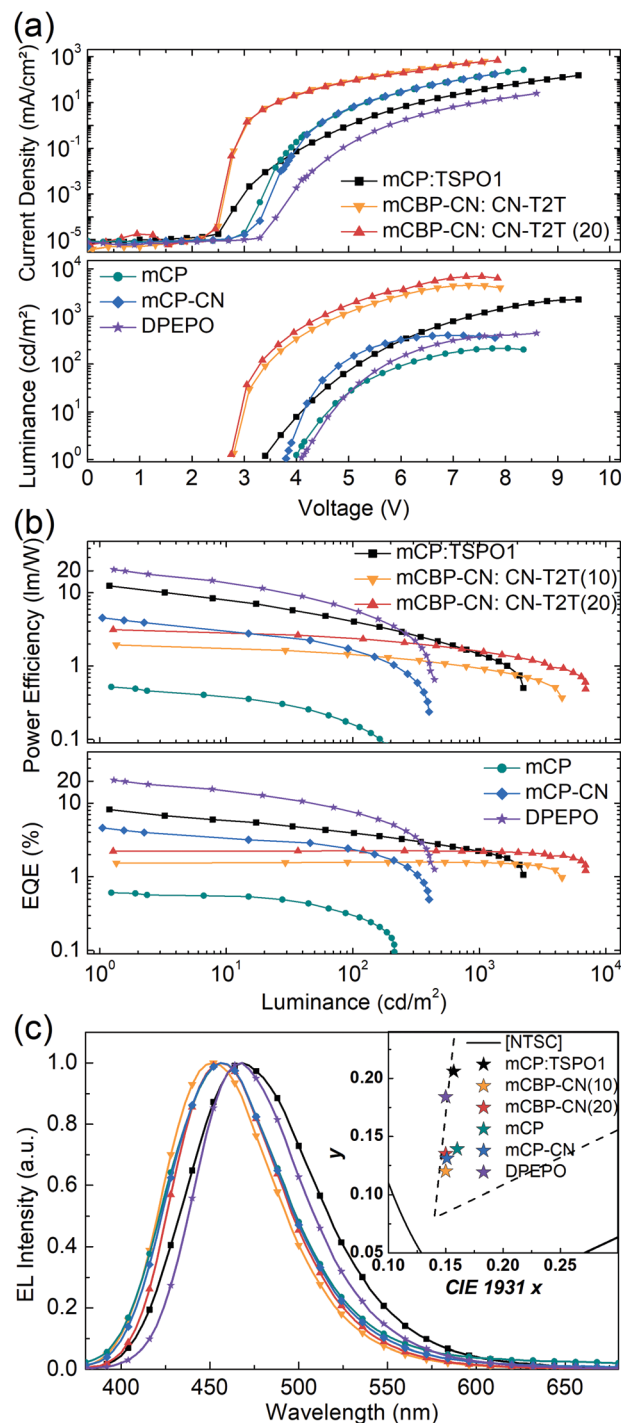 (a)
10³
10¹
10⁻¹
10⁻³
10⁻⁵
Current Density (mA/cm²)
mCP:TSPO1
mCBP-CN: CN-T2T
mCBP-CN: CN-T2T (20)
10⁴
10³
10²
10¹
10⁰
Luminance (cd/m²)
mCP
mCP-CN
DPEPO
0 1 2 3 4 5 6 7 8 9 10
Voltage (V)
(b)
20
10
1
0.1
Power Efficiency (lm/W)
mCP:TSPO1
mCBP-CN: CN-T2T(10)
mCBP-CN: CN-T2T(20)
20
10
1
0.1
EQE (%)
mCP
mCP-CN
DPEPO
10⁰ 10¹ 10² 10³ 10⁴
Luminance (cd/m²)
(c)
1.0
0.8
0.6
0.4
0.2
0.0
EL Intensity (a.u.)
[NTSC]
mCP:TSPO1
mCBP-CN(10)
mCBP-CN(20)
mCP
mCP-CN
DPEPO
0.20
0.15
0.10
0.05
y
0.10 0.15 0.20 0.25
CIE 1931 x
400 450 500 550 600 650
Wavelength (nm)